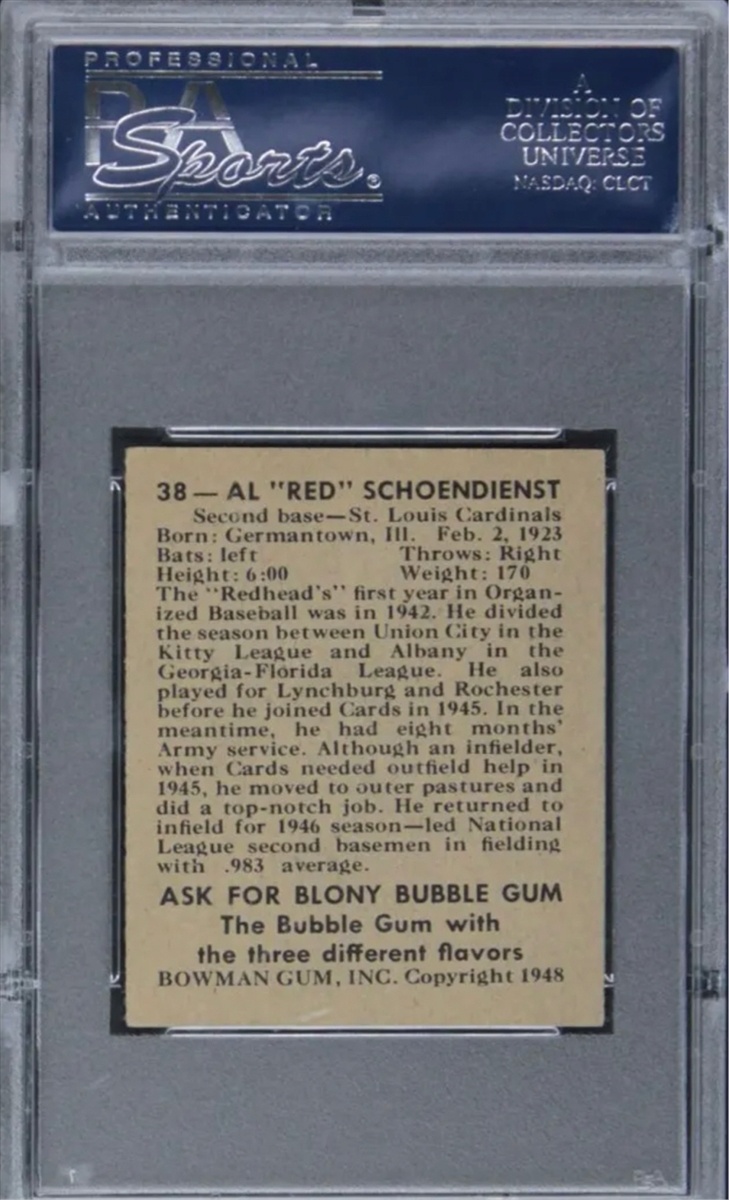 PROFESSIONAL
PSA
Sports®
AUTHENTICATOR
A
DIVISION OF
COLLECTORS
UNIVERSE
NASDAQ: CLCT
38 — AL "RED" SCHOENDIENST
Second base—St. Louis Cardinals
Born: Germantown, Ill. Feb. 2, 1923
Bats: left Throws: Right
Height: 6:00 Weight: 170
The "Redhead's" first year in Organ-
ized Baseball was in 1942. He divided
the season between Union City in the
Kitty League and Albany in the
Georgia-Florida League. He also
played for Lynchburg and Rochester
before he joined Cards in 1945. In the
meantime, he had eight months'
Army service. Although an infielder,
when Cards needed outfield help in
1945, he moved to outer pastures and
did a top-notch job. He returned to
infield for 1946 season—led National
League second basemen in fielding
with .983 average.
ASK FOR BLONY BUBBLE GUM
The Bubble Gum with
the three different flavors
BOWMAN GUM, INC. Copyright 1948
PSA